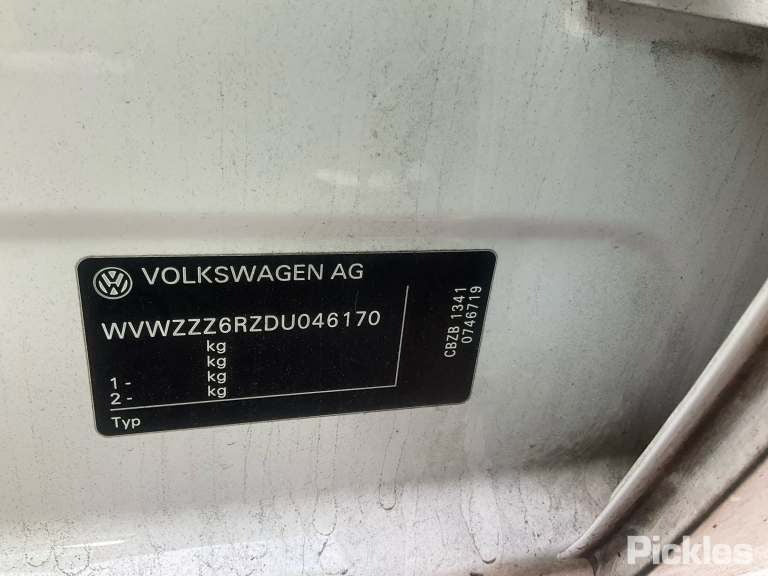 VOLKSWAGEN AG
WVWZZZ6RZDU046170
kg
kg
1 - kg
2 - kg
Typ
CBZB 1341
0746719
Pickles